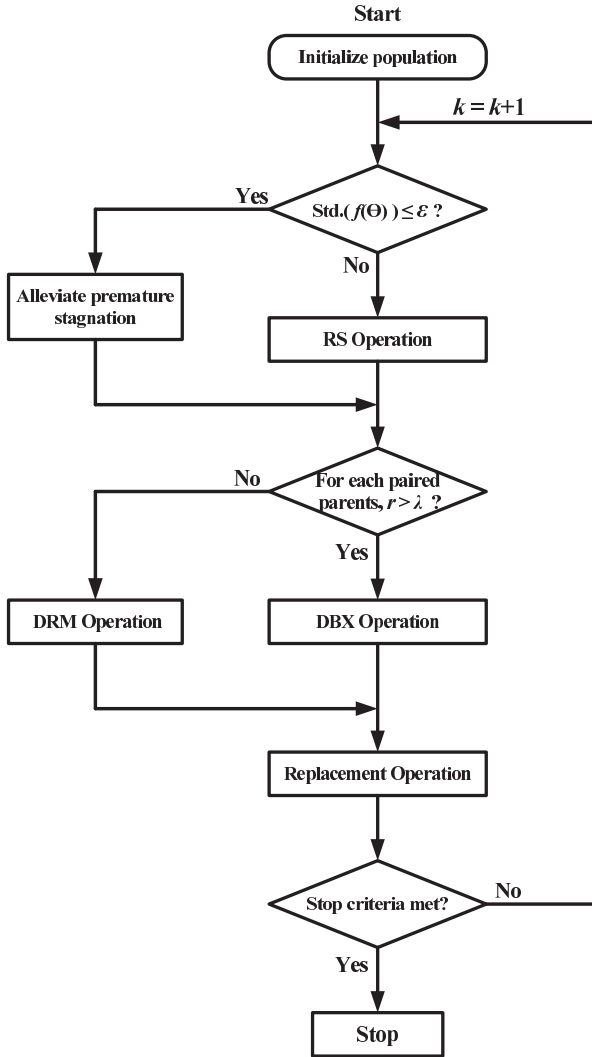 Start
Initialize population
k = k+1
Yes
Std.( f(Θ) ) ≤ ε ?
No
Alleviate premature
stagnation
RS Operation
No
For each paired
parents, r > λ ?
Yes
DRM Operation
DBX Operation
Replacement Operation
Stop criteria met?
No
Yes
Stop